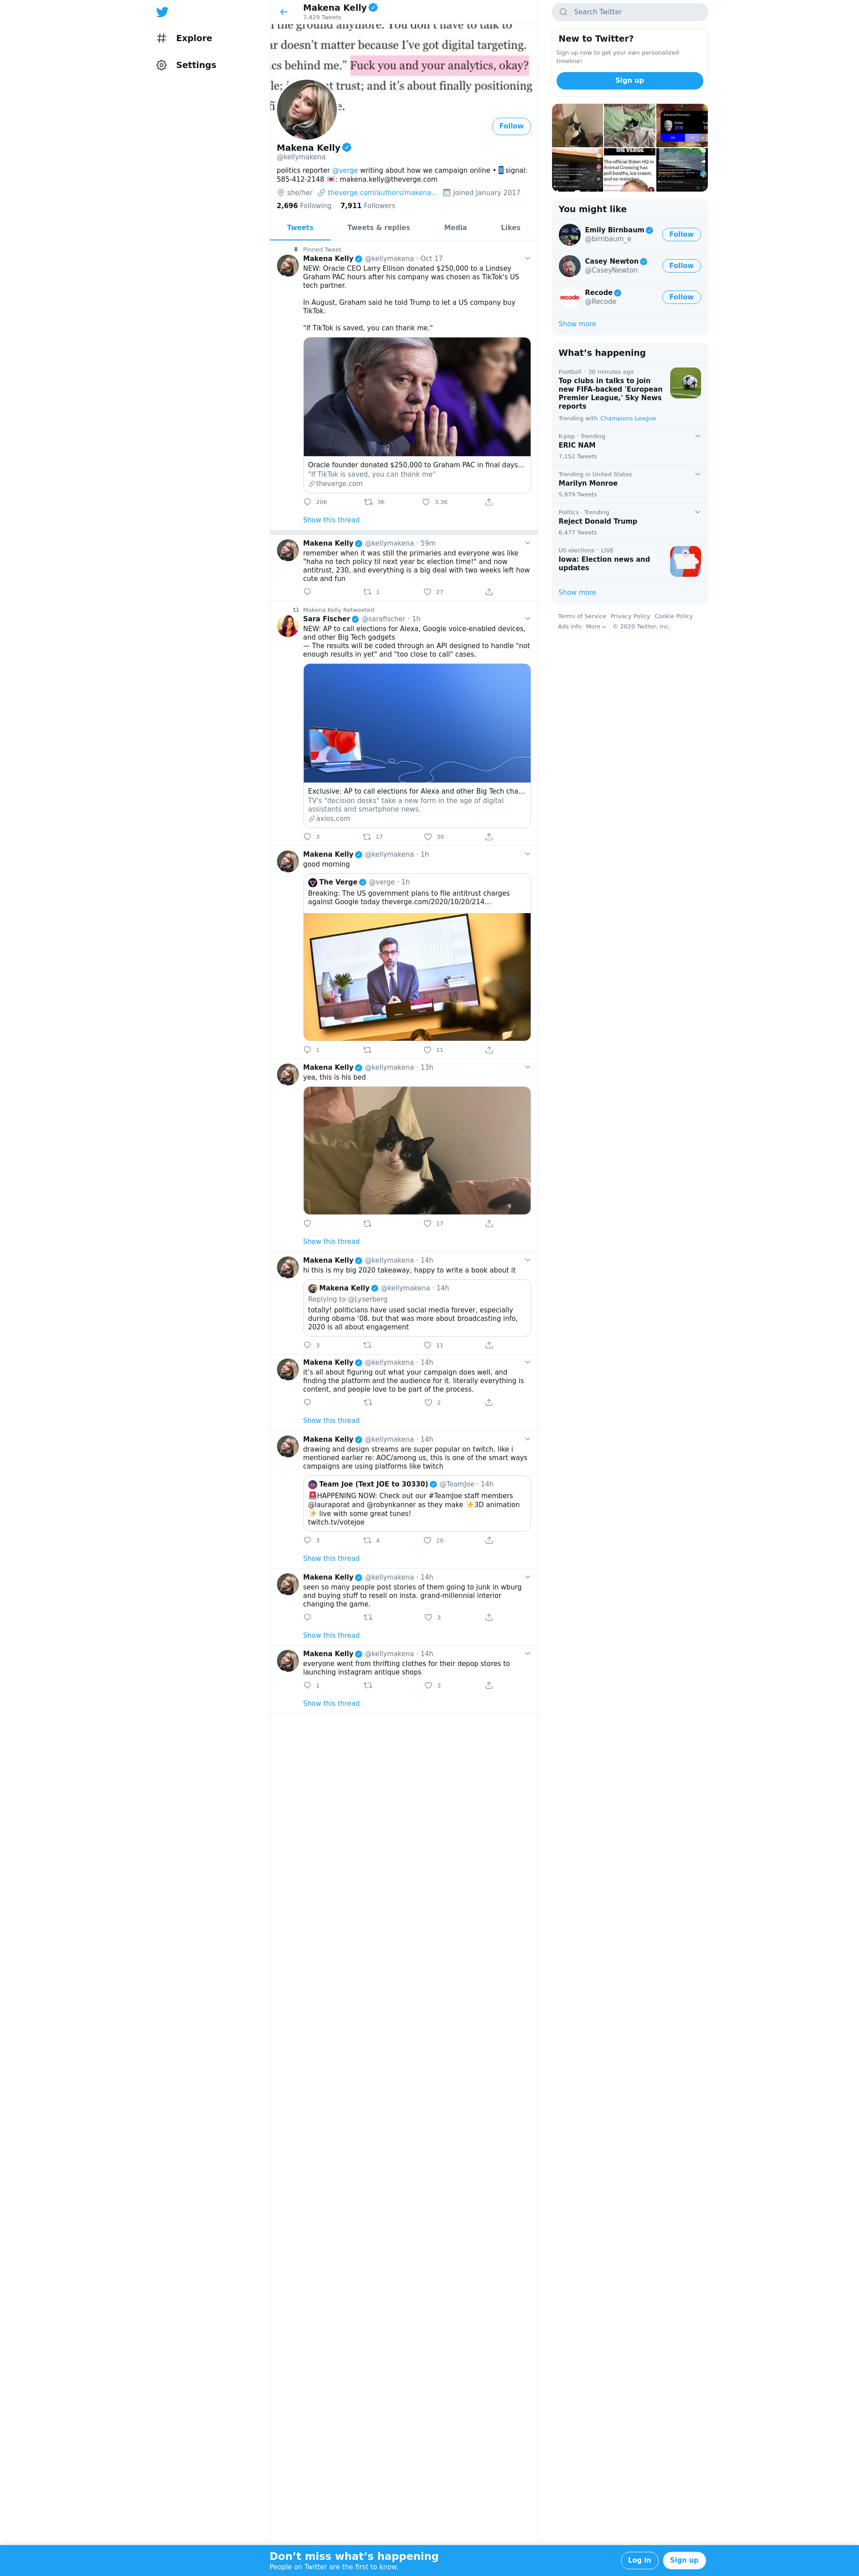 Explore
Settings
Makena Kelly
7,429 Tweets
the ground anymore. You don't have to talk to
ar doesn't matter because I've got digital targeting.
cs behind me.” Fuck you and your analytics, okay?
trust; and it's about finally positioning
Follow
Makena Kelly
@kellymakena
politics reporter @verge writing about how we campaign online • 📱signal:
585-412-2148 💌: makena.kelly@theverge.com
she/her theverge.com/authors/makena… Joined January 2017
2,696 Following 7,911 Followers
Tweets Tweets & replies Media Likes
Pinned Tweet
Makena Kelly @kellymakena · Oct 17
NEW: Oracle CEO Larry Ellison donated $250,000 to a Lindsey
Graham PAC hours after his company was chosen as TikTok's US
tech partner.
In August, Graham said he told Trump to let a US company buy
TikTok.
"If TikTok is saved, you can thank me."
Oracle founder donated $250,000 to Graham PAC in final days…
"If TikTok is saved, you can thank me"
theverge.com
206 3K 3.3K
Show this thread
Makena Kelly @kellymakena · 59m
remember when it was still the primaries and everyone was like
"haha no tech policy til next year bc election time!" and now
antitrust, 230, and everything is a big deal with two weeks left how
cute and fun
1 27
Makena Kelly Retweeted
Sara Fischer @sarafischer · 1h
NEW: AP to call elections for Alexa, Google voice-enabled devices,
and other Big Tech gadgets
— The results will be coded through an API designed to handle "not
enough results in yet" and "too close to call" cases.
Exclusive: AP to call elections for Alexa and other Big Tech cha…
TV's "decision desks" take a new form in the age of digital
assistants and smartphone news.
axios.com
3 17 30
Makena Kelly @kellymakena · 1h
good morning
The Verge @verge · 1h
Breaking: The US government plans to file antitrust charges
against Google today theverge.com/2020/10/20/214…
1 11
Makena Kelly @kellymakena · 13h
yea, this is his bed
17
Show this thread
Makena Kelly @kellymakena · 14h
hi this is my big 2020 takeaway, happy to write a book about it
Makena Kelly @kellymakena · 14h
Replying to @Lyserberg
totally! politicians have used social media forever, especially
during obama '08. but that was more about broadcasting info,
2020 is all about engagement
3 11
Makena Kelly @kellymakena · 14h
it's all about figuring out what your campaign does well, and
finding the platform and the audience for it. literally everything is
content, and people love to be part of the process.
2
Show this thread
Makena Kelly @kellymakena · 14h
drawing and design streams are super popular on twitch. like i
mentioned earlier re: AOC/among us, this is one of the smart ways
campaigns are using platforms like twitch
Team Joe (Text JOE to 30330) @TeamJoe · 14h
🚨HAPPENING NOW: Check out our #TeamJoe staff members
@lauraporat and @robynkanner as they make ✨3D animation
✨ live with some great tunes!
twitch.tv/votejoe
3 4 20
Show this thread
Makena Kelly @kellymakena · 14h
seen so many people post stories of them going to junk in wburg
and buying stuff to resell on insta. grand-millennial interior
changing the game.
3
Show this thread
Makena Kelly @kellymakena · 14h
everyone went from thrifting clothes for their depop stores to
launching instagram antique shops
1 3
Show this thread
Search Twitter
New to Twitter?
Sign up now to get your own personalized
timeline!
Sign up
Electoral Forecast
319
THE VERGE
The official Biden HQ in
Animal Crossing has
poll booths, ice cream,
and no malarkey
You might like
Emily Birnbaum
@birnbaum_e
Follow
Casey Newton
@CaseyNewton
Follow
recode
Recode
@Recode
Follow
Show more
What's happening
Football · 30 minutes ago
Top clubs in talks to join
new FIFA-backed 'European
Premier League,' Sky News
reports
Trending with Champions League
K-pop · Trending
ERIC NAM
7,152 Tweets
Trending in United States
Marilyn Monroe
5,979 Tweets
Politics · Trending
Reject Donald Trump
6,477 Tweets
US elections · LIVE
Iowa: Election news and
updates
Show more
Terms of Service Privacy Policy Cookie Policy
Ads info More © 2020 Twitter, Inc.
Don't miss what's happening
People on Twitter are the first to know.
Log in
Sign up